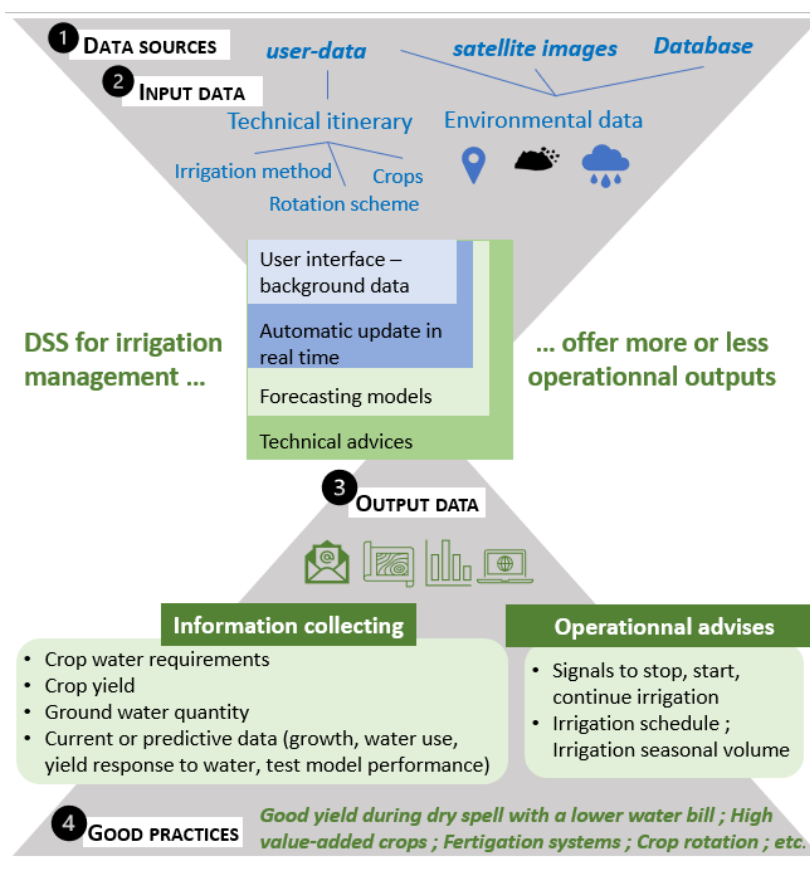 1 DATA SOURCES
user-data
satellite images
Database
2 INPUT DATA
Technical itinerary
Environmental data
Irrigation method
Crops
Rotation scheme
User interface –
background data
Automatic update in
real time
Forecasting models
Technical advices
DSS for irrigation
management ...
... offer more or less
operationnal outputs
3 OUTPUT DATA
@
Information collecting
• Crop water requirements
• Crop yield
• Ground water quantity
• Current or predictive data (growth, water use,
yield response to water, test model performance)
Operationnal advises
• Signals to stop, start,
continue irrigation
• Irrigation schedule ;
Irrigation seasonal volume
4 GOOD PRACTICES
Good yield during dry spell with a lower water bill ; High
value-added crops ; Fertigation systems ; Crop rotation ; etc.